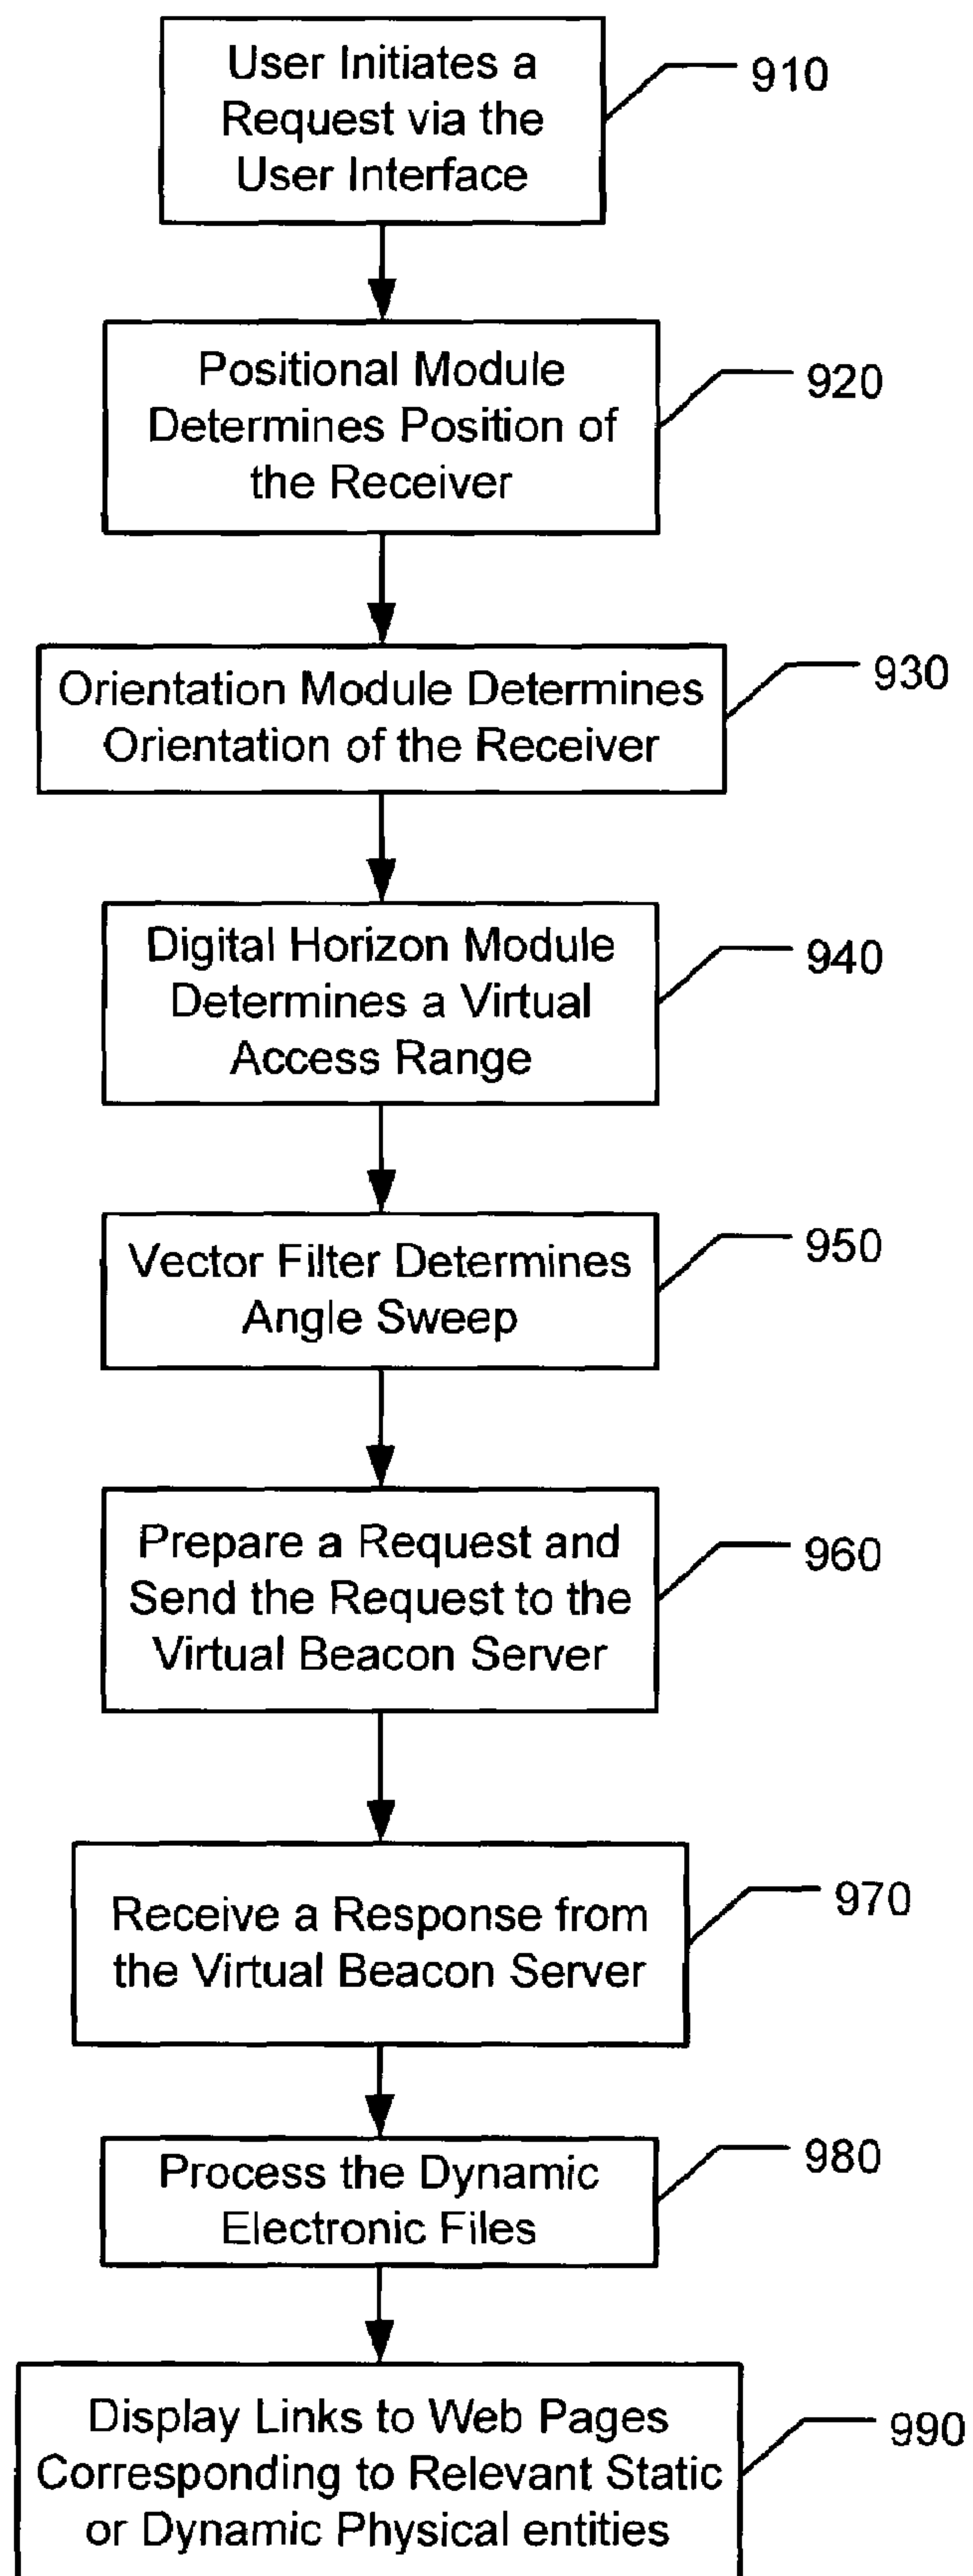 User Initiates a
Request via the
User Interface
910
Positional Module
Determines Position of
the Receiver
920
Orientation Module Determines
Orientation of the Receiver
930
Digital Horizon Module
Determines a Virtual
Access Range
940
Vector Filter Determines
Angle Sweep
950
Prepare a Request and
Send the Request to the
Virtual Beacon Server
960
Receive a Response from
the Virtual Beacon Server
970
Process the Dynamic
Electronic Files
980
Display Links to Web Pages
Corresponding to Relevant Static
or Dynamic Physical entities
990